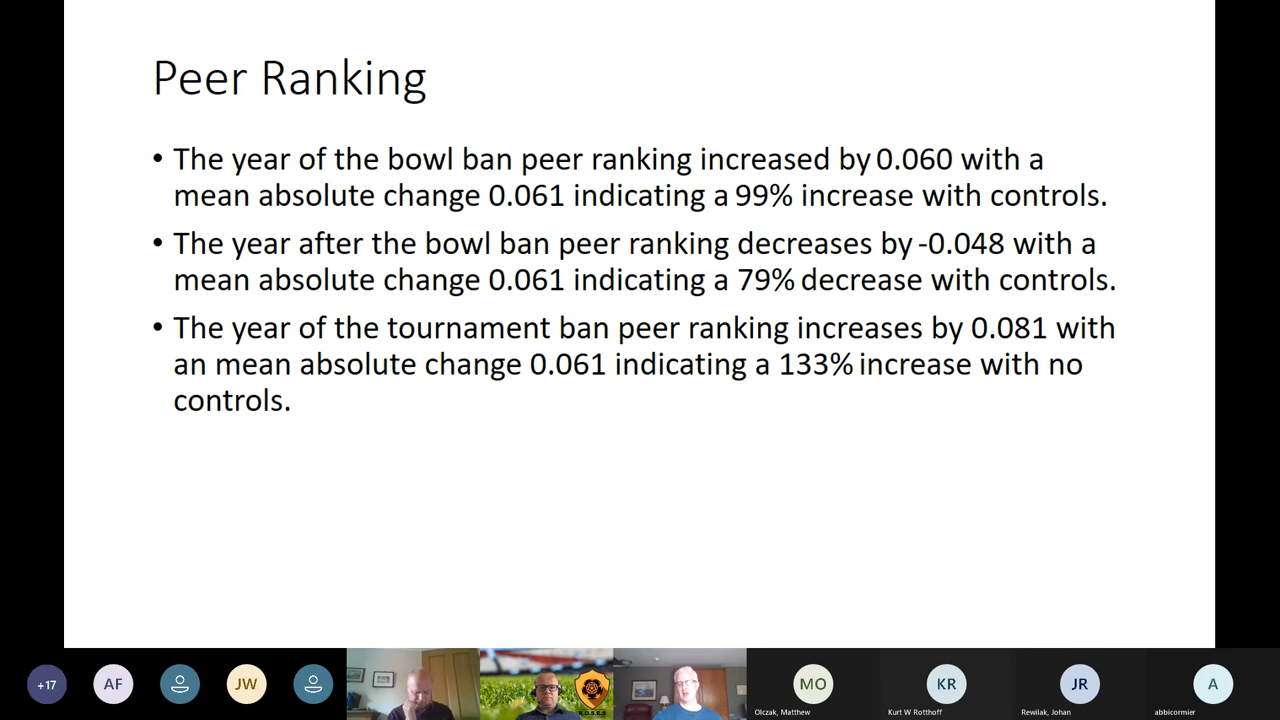 Peer Ranking
• The year of the bowl ban peer ranking increased by 0.060 with a
mean absolute change 0.061 indicating a 99% increase with controls.
• The year after the bowl ban peer ranking decreases by -0.048 with a
mean absolute change 0.061 indicating a 79% decrease with controls.
• The year of the tournament ban peer ranking increases by 0.081 with
an mean absolute change 0.061 indicating a 133% increase with no
controls.
+17
AF
JW
R.O.S.E.S
MO
KR
JR
A
Olczak, Matthew
Kurt W Rotthoff
Rewilak, Johan
abbicormier